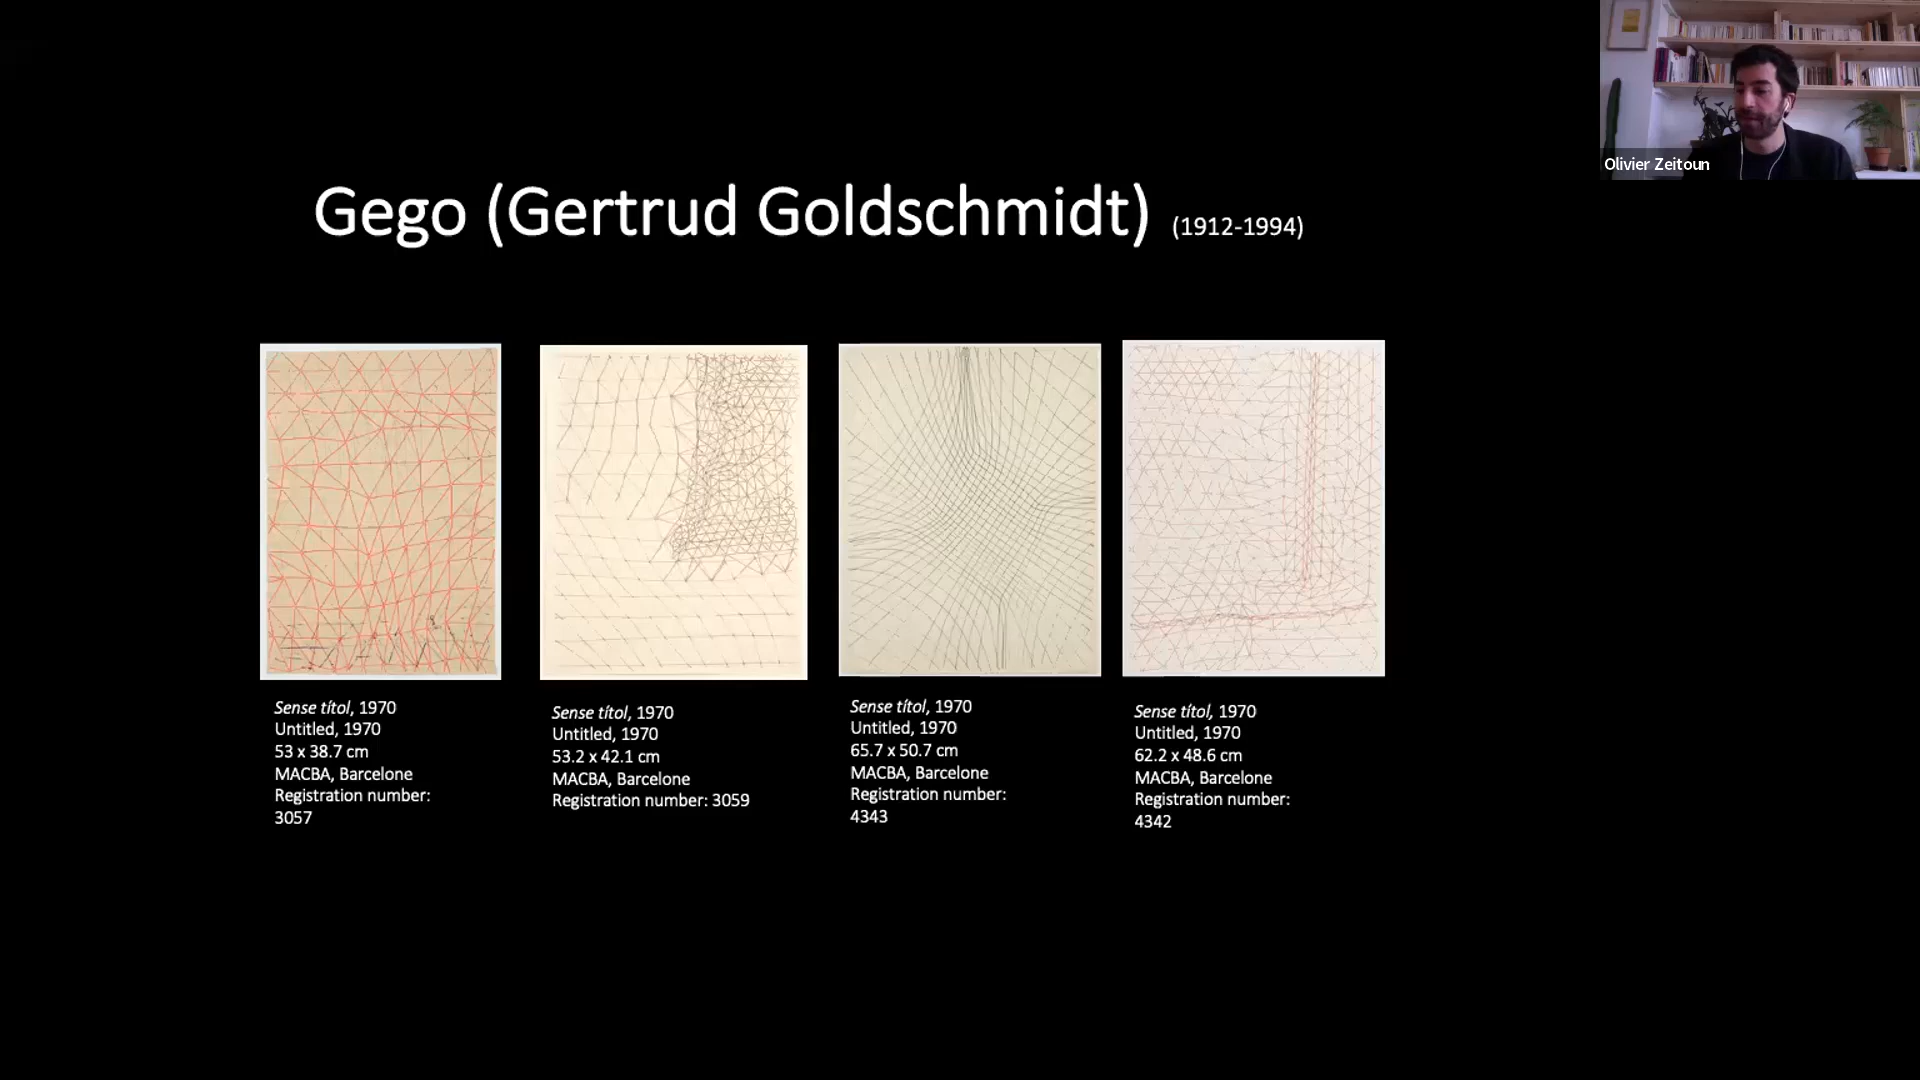 Olivier Zeitoun
Gego (Gertrud Goldschmidt) (1912-1994)
Sense títol, 1970
Untitled, 1970
53 x 38.7 cm
MACBA, Barcelone
Registration number:
3057
Sense títol, 1970
Untitled, 1970
53.2 x 42.1 cm
MACBA, Barcelone
Registration number: 3059
Sense títol, 1970
Untitled, 1970
65.7 x 50.7 cm
MACBA, Barcelone
Registration number:
4343
Sense títol, 1970
Untitled, 1970
62.2 x 48.6 cm
MACBA, Barcelone
Registration number:
4342